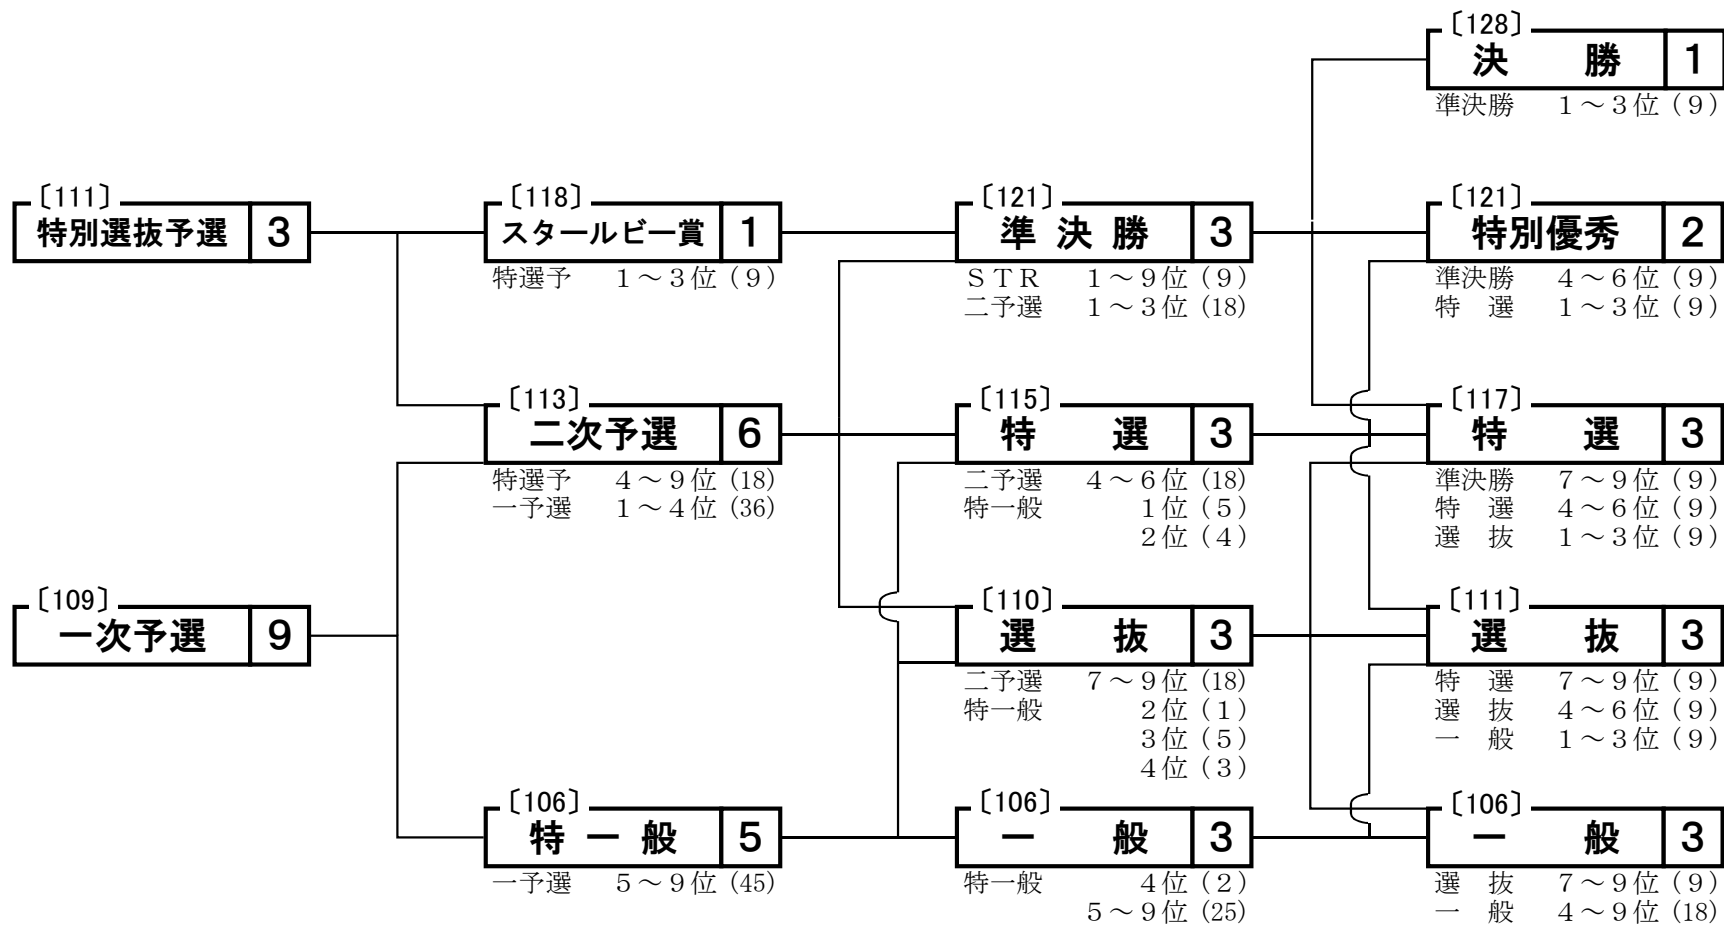 〔111〕
特別選抜予選 3
〔109〕
一次予選 9
〔118〕
スタールビー賞 1
特選予 1～3位 (9)
〔113〕
二次予選 6
特選予 4～9位 (18)
一予選 1～4位 (36)
〔106〕
特一般 5
一予選 5～9位 (45)
〔121〕
準決勝 3
ＳＴＲ 1～9位 (9)
二予選 1～3位 (18)
〔115〕
特選 3
二予選 4～6位 (18)
特一般 1位 (5)
2位 (4)
〔110〕
選抜 3
二予選 7～9位 (18)
特一般 2位 (1)
3位 (5)
4位 (3)
〔106〕
一般 3
特一般 4位 (2)
5～9位 (25)
〔128〕
決勝 1
準決勝 1～3位 (9)
〔121〕
特別優秀 2
準決勝 4～6位 (9)
特選 1～3位 (9)
〔117〕
特選 3
準決勝 7～9位 (9)
特選 4～6位 (9)
選抜 1～3位 (9)
〔111〕
選抜 3
特選 7～9位 (9)
選抜 4～6位 (9)
一般 1～3位 (9)
〔106〕
一般 3
選抜 7～9位 (9)
一般 4～9位 (18)